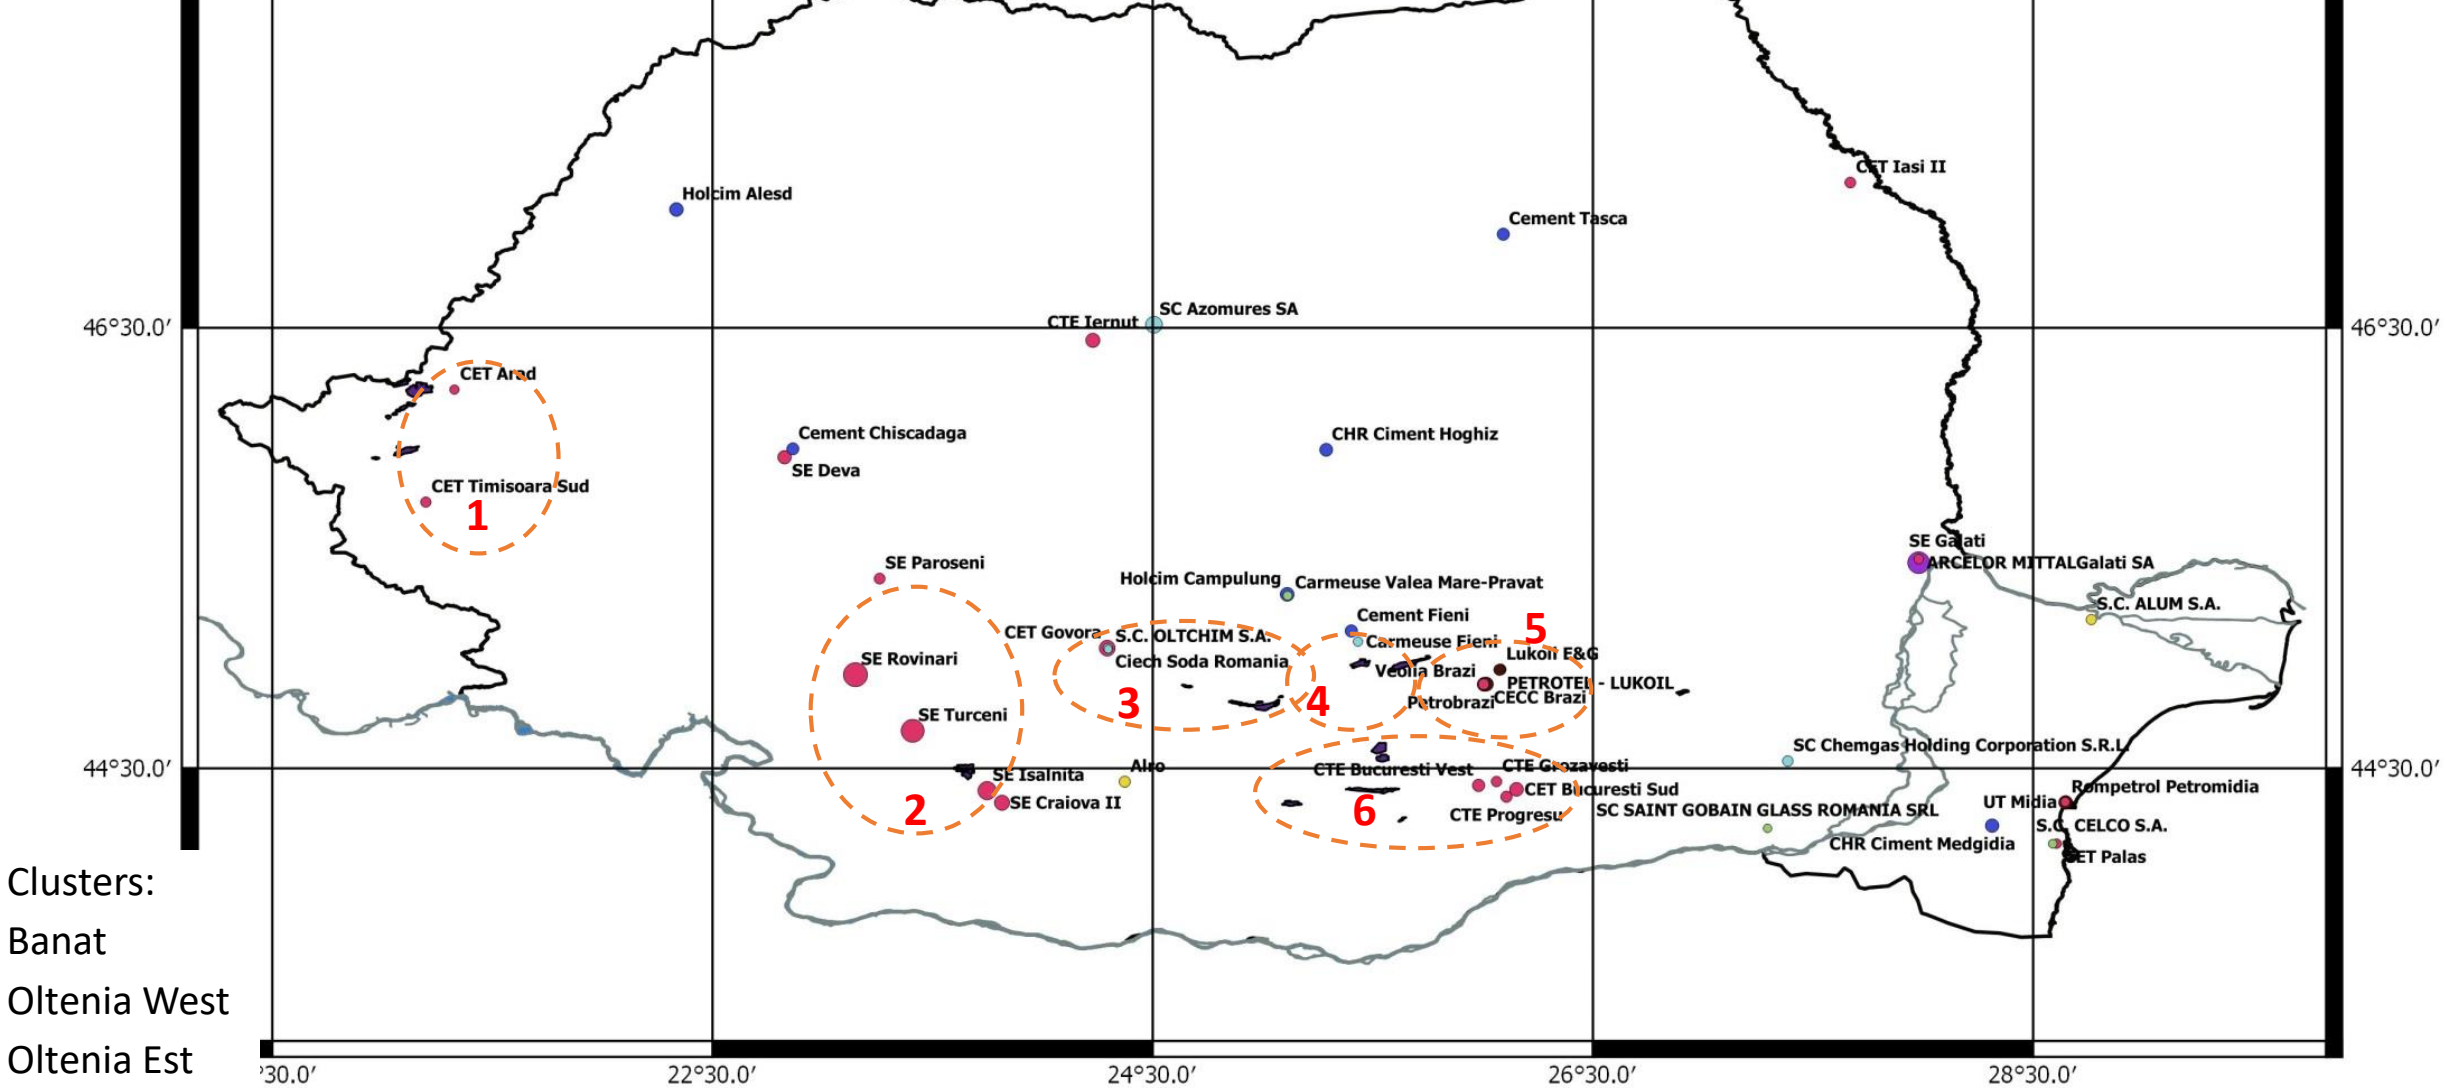 CET Iasi II
Holcim Alesd
Cement Tasca
SC Azomures SA
CTE Iernut
46°30.0′
46°30.0′
CET Arad
Cement Chiscadaga
CHR Ciment Hoghiz
SE Deva
CET Timisoara Sud
1
SE Galati
ARCELOR MITTALGalati SA
SE Paroseni
Holcim Campulung
Carmeuse Valea Mare-Pravat
S.C. ALUM S.A.
Cement Fieni
5
CET Govora
S.C. OLTCHIM S.A.
Carmeuse Fieni
Lukoil E&G
SE Rovinari
Ciech Soda Romania
Veolia Brazi
PETROTEL - LUKOIL
3
4
Petrobrazi
CECC Brazi
SE Turceni
SC Chemgas Holding Corporation S.R.L.
44°30.0′
44°30.0′
SE Isalnita
Alro
CTE Bucuresti Vest
CTE Grozavesti
Rompetrol Petromidia
CET Bucuresti Sud
SE Craiova II
UT Midia
2
6
CTE Progresu
SC SAINT GOBAIN GLASS ROMANIA SRL
S.C. CELCO S.A.
CHR Ciment Medgidia
CET Palas
Clusters:
Banat
Oltenia West
Oltenia Est
°30.0′
22°30.0′
24°30.0′
26°30.0′
28°30.0′